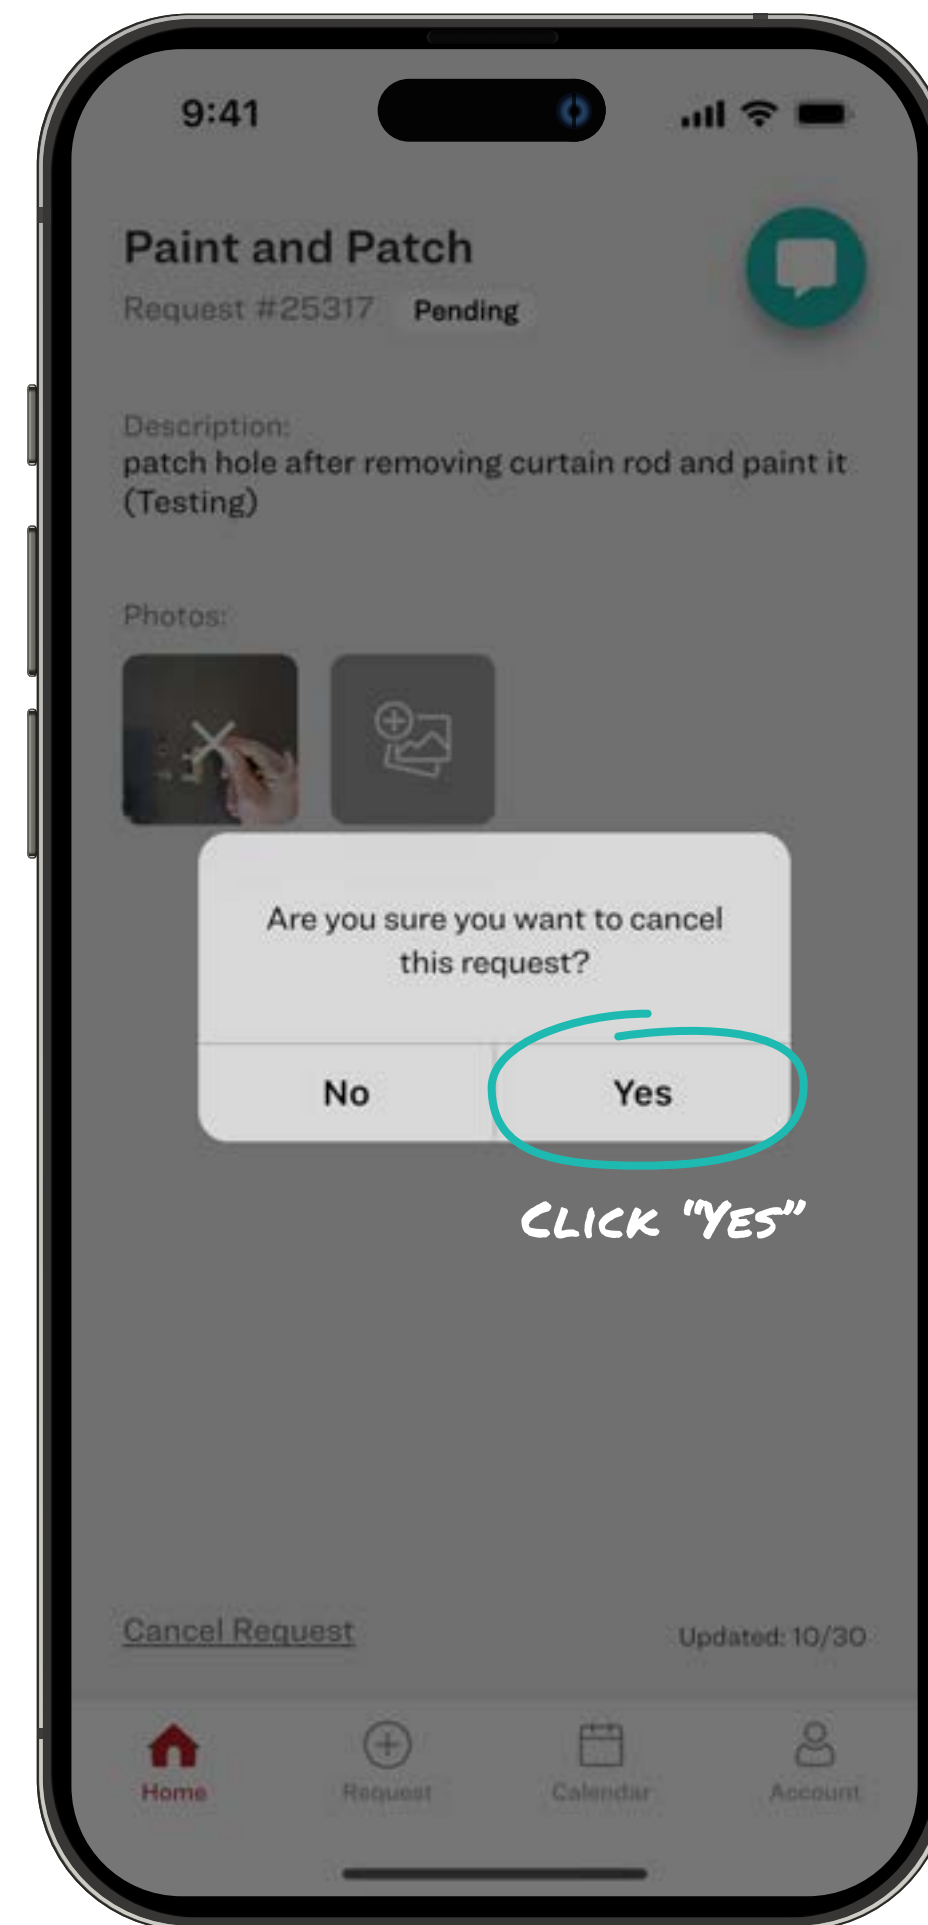 9:41
Paint and Patch
Request #25317 Pending
Description:
patch hole after removing curtain rod and paint it
(Testing)
Photos:
Are you sure you want to cancel
this request?
No Yes
CLICK "YES"
Cancel Request Updated: 10/30
Home Request Calendar Account